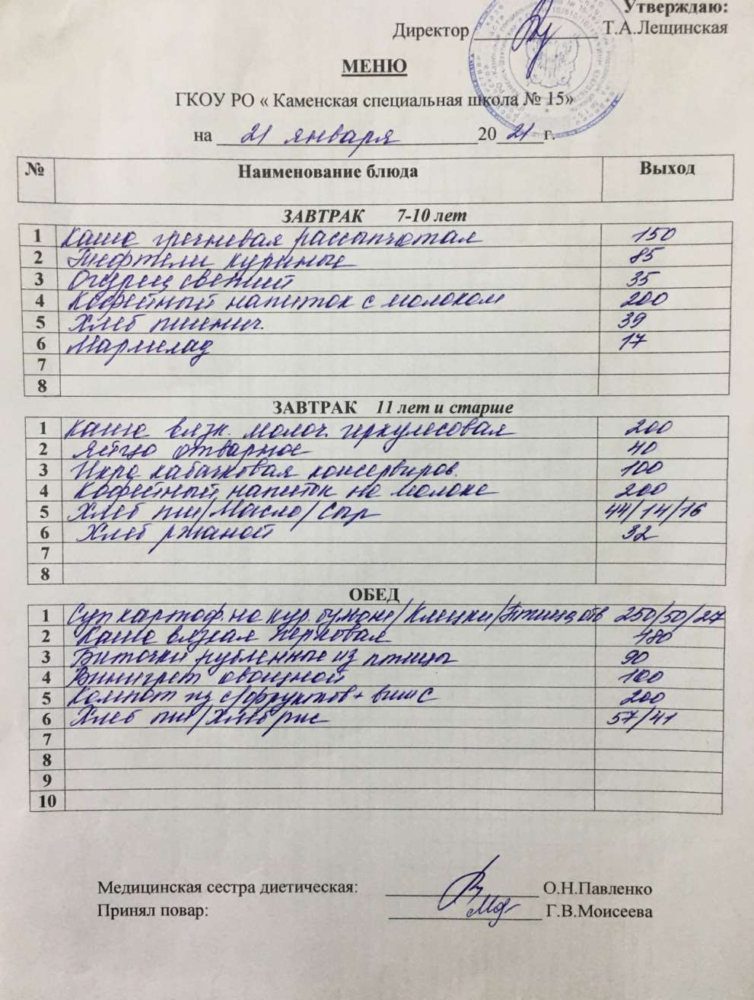 Утверждаю:
Директор Т.А.Лещинская
МЕНЮ
ГКОУ РО « Каменская специальная школа № 15»
на 21 января 2021 г.
№ Наименование блюда Выход
ЗАВТРАК 7-10 лет
1 Каша гречневая рассыпчатая 150
2 Тефтели куриные 85
3 Огурец свежий 35
4 Кофейный напиток с молоком 200
5 Хлеб пшенич. 39
6 Мармелад 17
7
8
ЗАВТРАК 11 лет и старше
1 Каша вязк. молоч. геркулесовая 200
2 Яйцо отварное 40
3 Икра кабачковая консервиров. 100
4 Кофейный напиток на молоке 200
5 Хлеб пш/Масло/Сыр 44/14/16
6 Хлеб ржаной 32
7
8
ОБЕД
1 Суп картоф. на кур. бульоне/Клецки/Птица отв 250/50/27
2 Каша вязкая перловая 180
3 Биточки рубленные из птицы 90
4 Винигрет овощной 100
5 Компот из с/фруктов + вит С 200
6 Хлеб пш/Хлеб рж 57/41
7
8
9
10
Медицинская сестра диетическая: О.Н.Павленко
Принял повар: Г.В.Моисеева